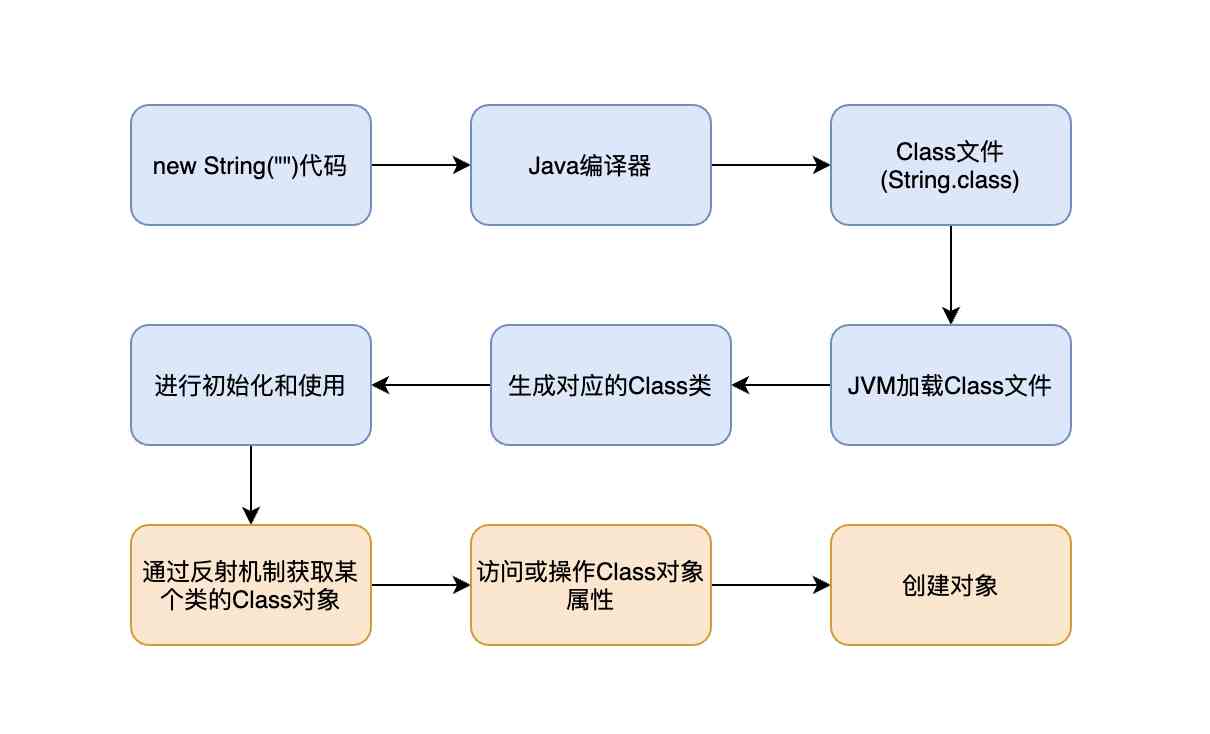 new String("")代码
Java编译器
Class文件
(String.class)
JVM加载Class文件
生成对应的Class类
进行初始化和使用
通过反射机制获取某
个类的Class对象
访问或操作Class对象
属性
创建对象